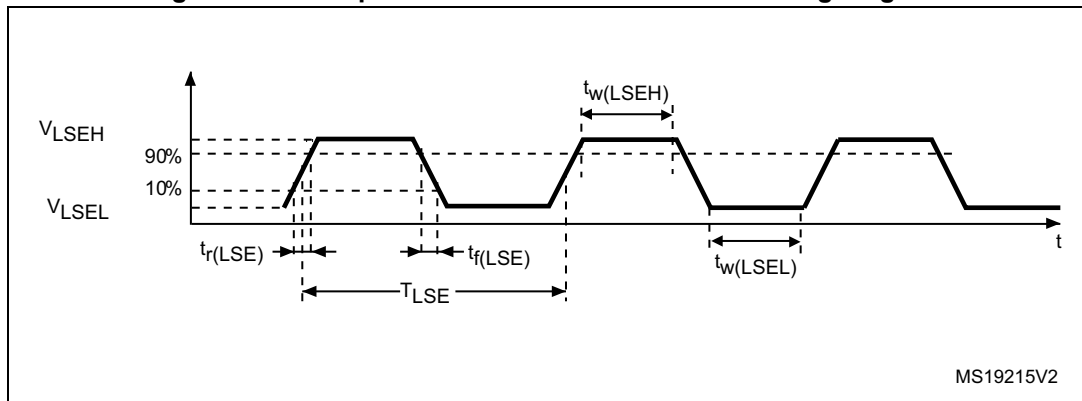 tw(LSEH)
VLSEH
90%
10%
VLSEL
tr(LSE)
tf(LSE)
t
tw(LSEL)
TLSE
MS19215V2